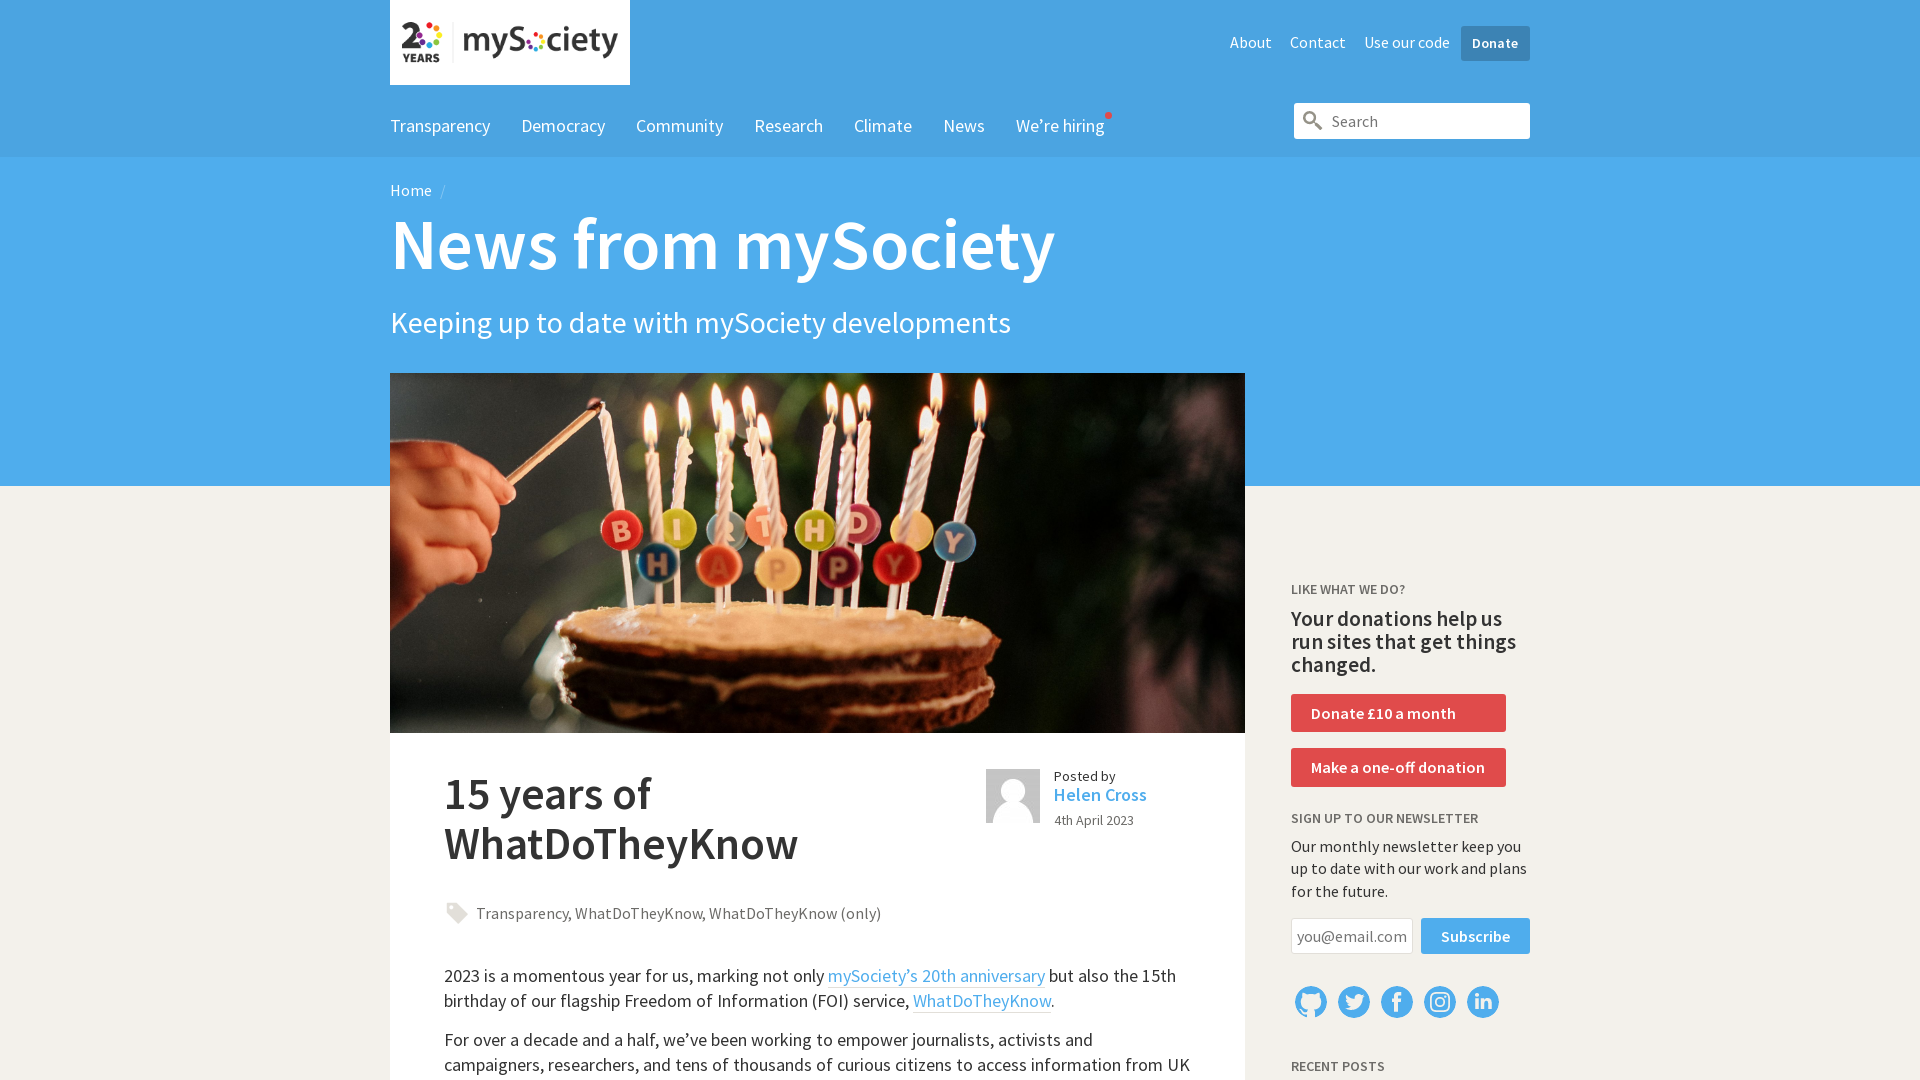 20 YEARS mySociety
About Contact Use our code Donate
Transparency Democracy Community Research Climate News We’re hiring
Search
Home /
News from mySociety
Keeping up to date with mySociety developments
BIRTHDAY
HAPPY
15 years of
WhatDoTheyKnow
Posted by
Helen Cross
4th April 2023
Transparency, WhatDoTheyKnow, WhatDoTheyKnow (only)
2023 is a momentous year for us, marking not only mySociety’s 20th anniversary but also the 15th
birthday of our flagship Freedom of Information (FOI) service, WhatDoTheyKnow.
For over a decade and a half, we’ve been working to empower journalists, activists and
campaigners, researchers, and tens of thousands of curious citizens to access information from UK
LIKE WHAT WE DO?
Your donations help us
run sites that get things
changed.
Donate £10 a month
Make a one-off donation
SIGN UP TO OUR NEWSLETTER
Our monthly newsletter keep you
up to date with our work and plans
for the future.
you@email.com Subscribe
RECENT POSTS